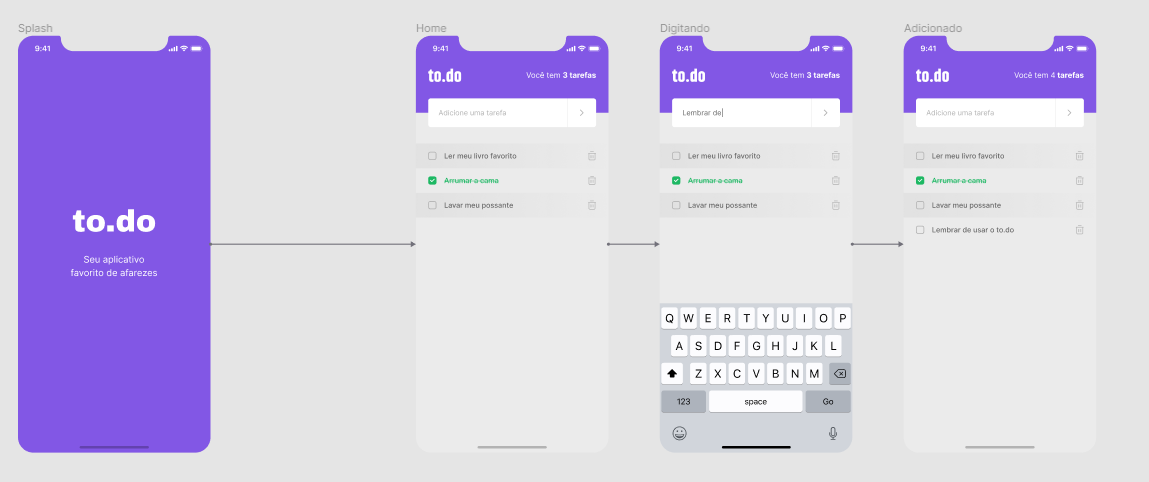 Splash
9:41
to.do
Seu aplicativo
favorito de afarezes
Home
9:41
to.do
Você tem 3 tarefas
Adicione uma tarefa
Ler meu livro favorito
Arrumar a cama
Lavar meu possante
Digitando
9:41
to.do
Você tem 3 tarefas
Lembrar de
Ler meu livro favorito
Arrumar a cama
Lavar meu possante
Q W E R T Y U I O P
A S D F G H J K L
Z X C V B N M
123 space Go
Adicionado
9:41
to.do
Você tem 4 tarefas
Adicione uma tarefa
Ler meu livro favorito
Arrumar a cama
Lavar meu possante
Lembrar de usar o to.do